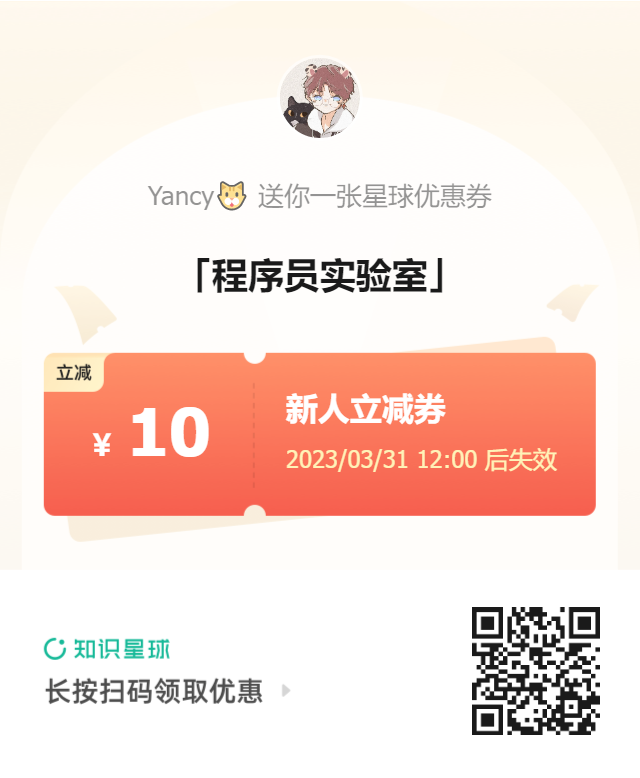 Yancy🐱 送你一张星球优惠券
「程序员实验室」
立减
¥ 10
新人立减券
2023/03/31 12:00 后失效
知识星球
长按扫码领取优惠